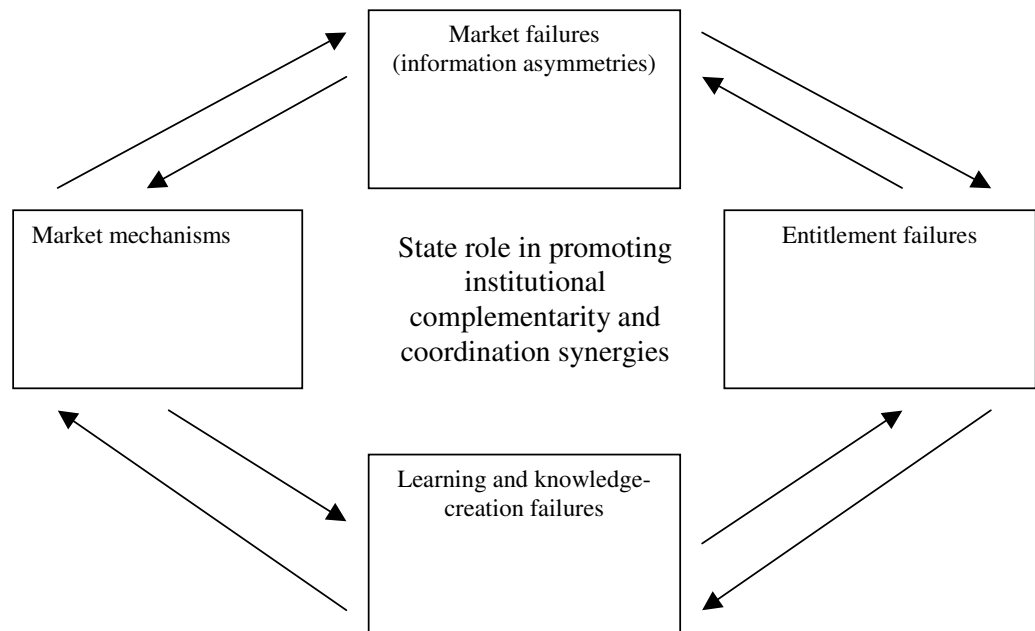 Market failures
(information asymmetries)
Market mechanisms
State role in promoting
institutional
complementarity and
coordination synergies
Entitlement failures
Learning and knowledge-
creation failures